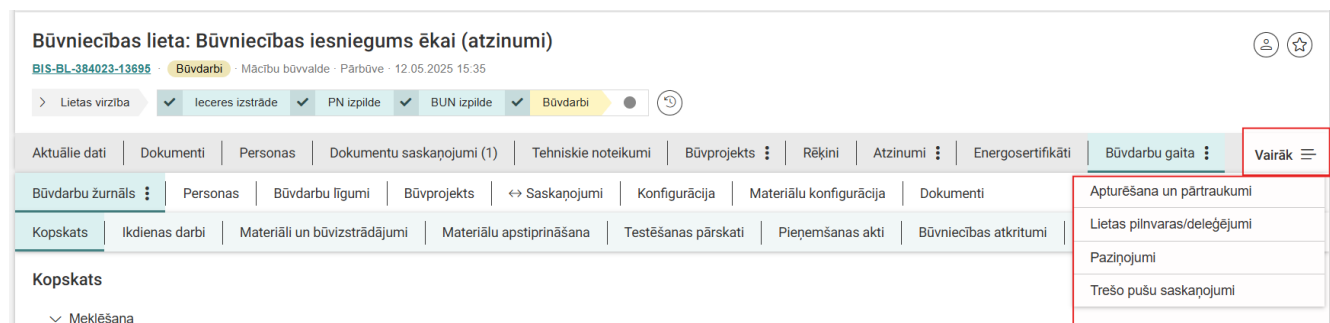 Būvniecības lieta: Būvniecības iesniegums ēkai (atzinumi)
BIS-BL-384023-13695 · Būvdarbi · Mācību būvvalde · Pārbūve · 12.05.2025 15:35
Lietas virzība Ieceres izstrāde PN izpilde BUN izpilde Būvdarbi
Aktuālie dati Dokumenti Personas Dokumentu saskaņojumi (1) Tehniskie noteikumi Būvprojekts Rēķini Atzinumi Energosertifikāti Būvdarbu gaita Vairāk
Būvdarbu žurnāls Personas Būvdarbu līgumi Būvprojekts ↔ Saskaņojumi Konfigurācija Materiālu konfigurācija Dokumenti
Apturēšana un pārtraukumi
Kopskats Ikdienas darbi Materiāli un būvizstrādājumi Materiālu apstiprināšana Testēšanas pārskati Pieņemšanas akti Būvniecības atkritumi
Lietas pilnvaras/deleģējumi
Paziņojumi
Trešo pušu saskaņojumi
Kopskats
Meklēšana